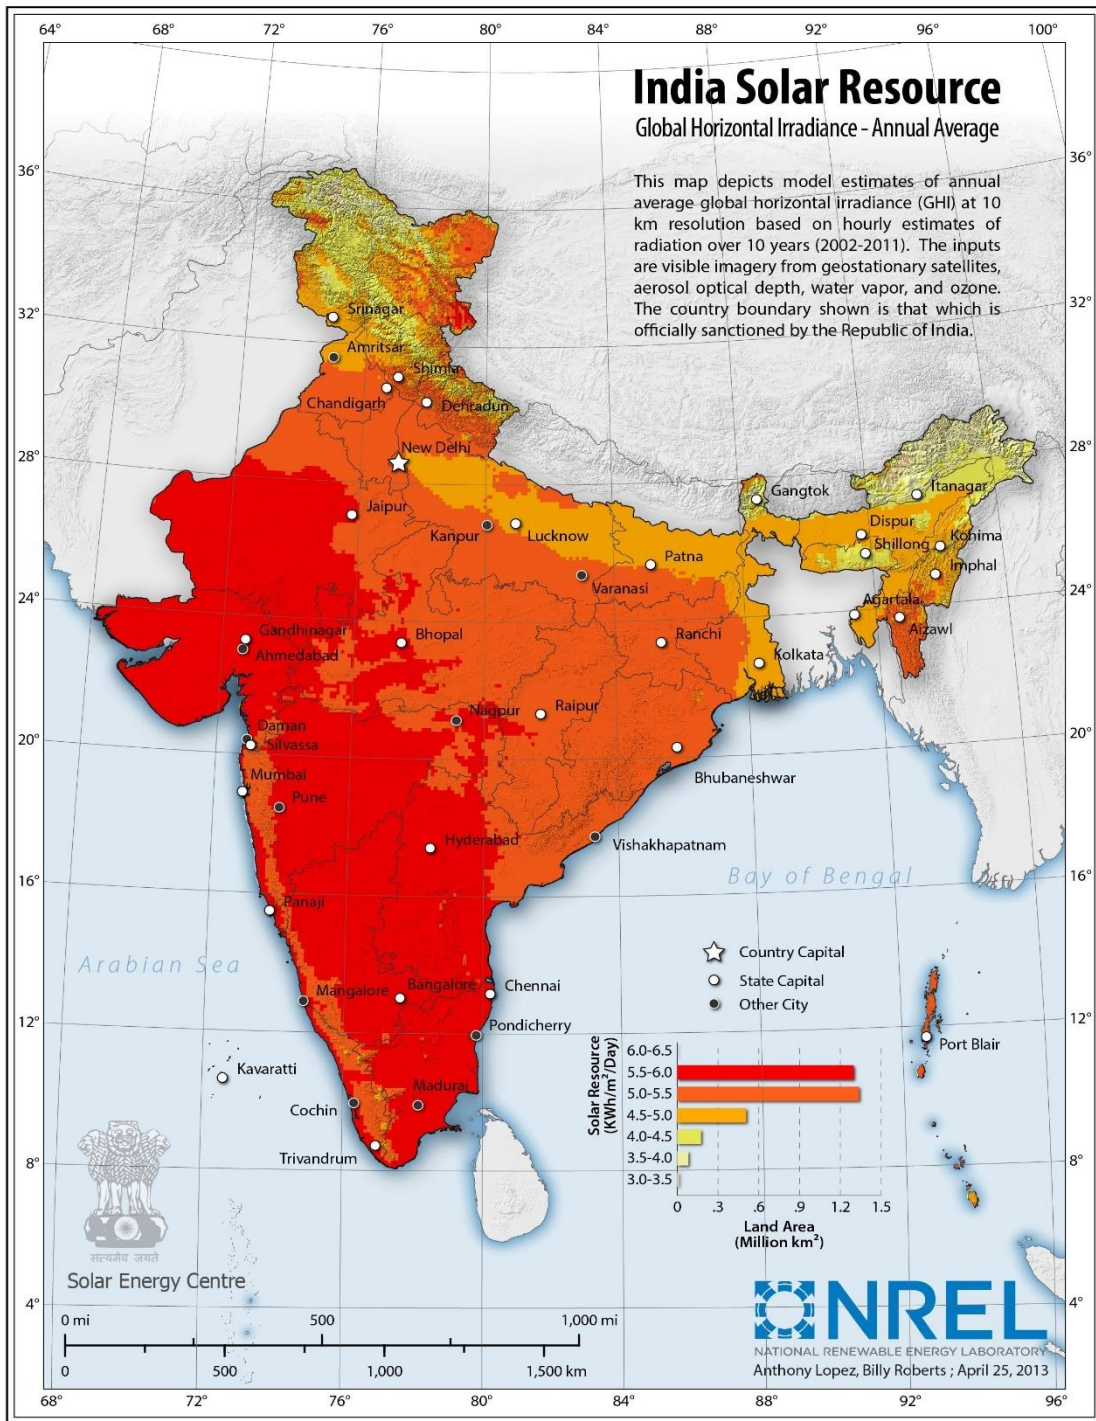 64°
68°
72°
76°
80°
84°
88°
92°
96°
100°
India Solar Resource
Global Horizontal Irradiance - Annual Average
This map depicts model estimates of annual
average global horizontal irradiance (GHI) at 10
km resolution based on hourly estimates of
radiation over 10 years (2002-2011). The inputs
are visible imagery from geostationary satellites,
aerosol optical depth, water vapor, and ozone.
The country boundary shown is that which is
officially sanctioned by the Republic of India.
36°
36°
32°
32°
28°
28°
24°
24°
20°
20°
16°
16°
12°
12°
8°
8°
4°
4°
Srinagar
Amritsar
Shimla
Chandigarh
Dehradun
New Delhi
Jaipur
Kanpur
Lucknow
Patna
Varanasi
Gangtok
Itanagar
Dispur
Shillong
Kohima
Imphal
Agartala
Aizawl
Gandhinagar
Ahmedabad
Bhopal
Ranchi
Kolkata
Nagpur
Raipur
Daman
Silvassa
Mumbai
Pune
Bhubaneshwar
Hyderabad
Vishakhapatnam
Bay of Bengal
Panaji
Arabian Sea
Mangalore
Bangalore
Chennai
Pondicherry
Kavaratti
Madurai
Cochin
Trivandrum
Port Blair
Country Capital
State Capital
Other City
Solar Resource
(KWh/m²/Day)
6.0-6.5
5.5-6.0
5.0-5.5
4.5-5.0
4.0-4.5
3.5-4.0
3.0-3.5
0 .3 .6 .9 1.2 1.5
Land Area
(Million km²)
सत्यमेव जयते
Solar Energy Centre
0 mi 500 1,000 mi
0 500 1,000 1,500 km
NREL
NATIONAL RENEWABLE ENERGY LABORATORY
Anthony Lopez, Billy Roberts ; April 25, 2013
68°
72°
76°
80°
84°
88°
92°
96°